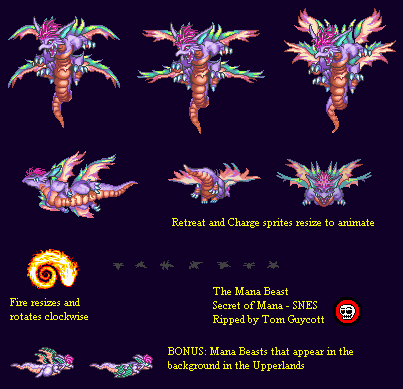 Retreat and Charge sprites resize to animate
Fire resizes and
rotates clockwise
The Mana Beast
Secret of Mana - SNES
Ripped by Tom Guycott
BONUS: Mana Beasts that appear in the
background in the Upperlands